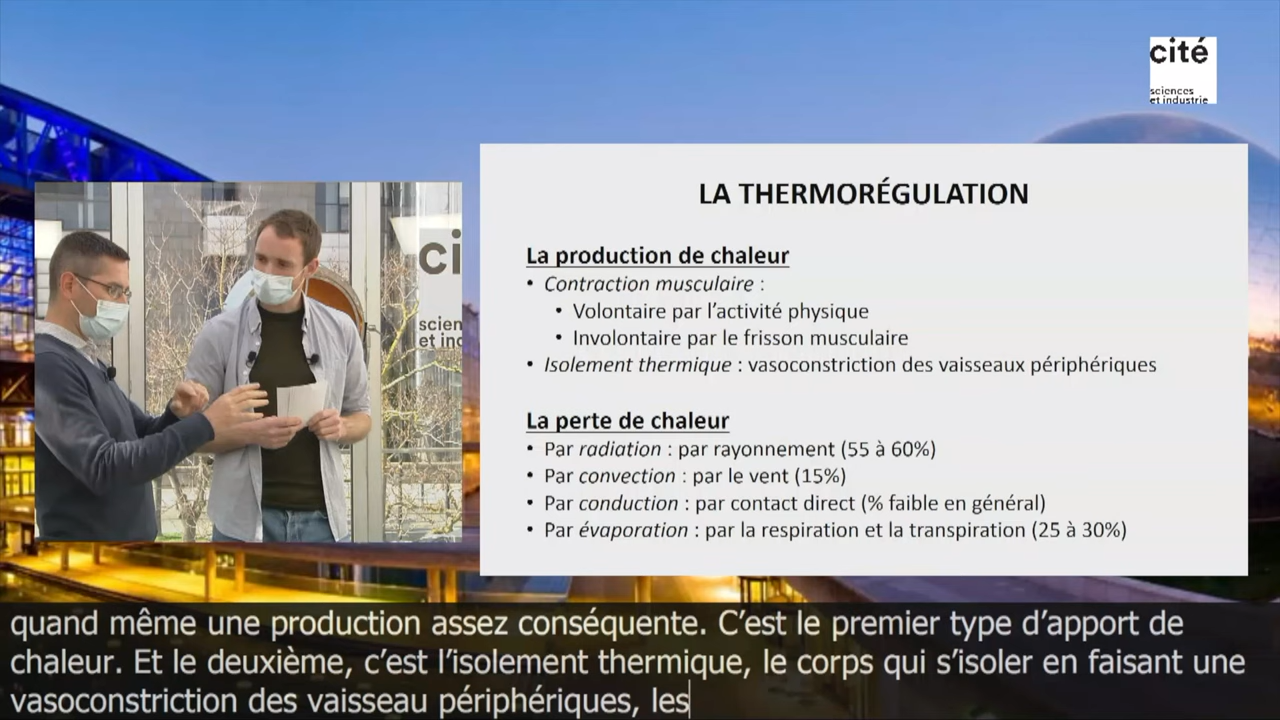 cité
sciences
et industrie
LA THERMORÉGULATION
La production de chaleur
• Contraction musculaire :
• Volontaire par l’activité physique
• Involontaire par le frisson musculaire
• Isolement thermique : vasoconstriction des vaisseaux périphériques
La perte de chaleur
• Par radiation : par rayonnement (55 à 60%)
• Par convection : par le vent (15%)
• Par conduction : par contact direct (% faible en général)
• Par évaporation : par la respiration et la transpiration (25 à 30%)
ci
scien
et ind
quand même une production assez conséquente. C’est le premier type d’apport de
chaleur. Et le deuxième, c’est l’isolement thermique, le corps qui s’isoler en faisant une
vasoconstriction des vaisseau périphériques, les